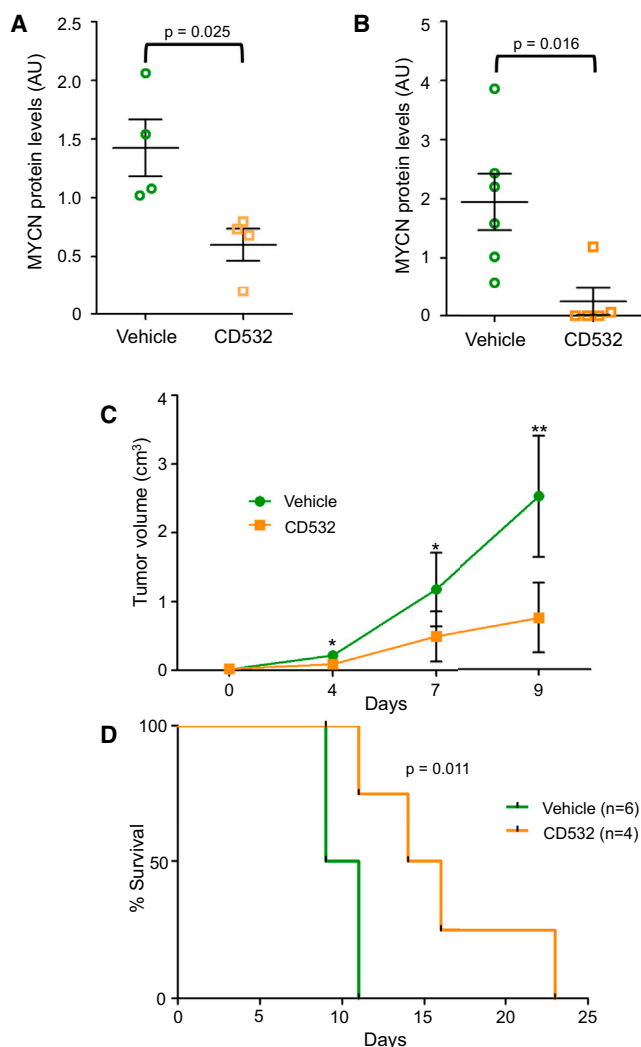 A
B
p = 0.025
p = 0.016
MYCN protein levels (AU)
2.5
2.0
1.5
1.0
0.5
0
Vehicle
CD532
MYCN protein levels (AU)
5
4
3
2
1
0
Vehicle
CD532
C
Tumor volume (cm³)
4
3
2
1
0
Vehicle
CD532
*
*
**
0
4
7
9
Days
D
% Survival
100
50
0
p = 0.011
Vehicle (n=6)
CD532 (n=4)
0
5
10
15
20
25
Days